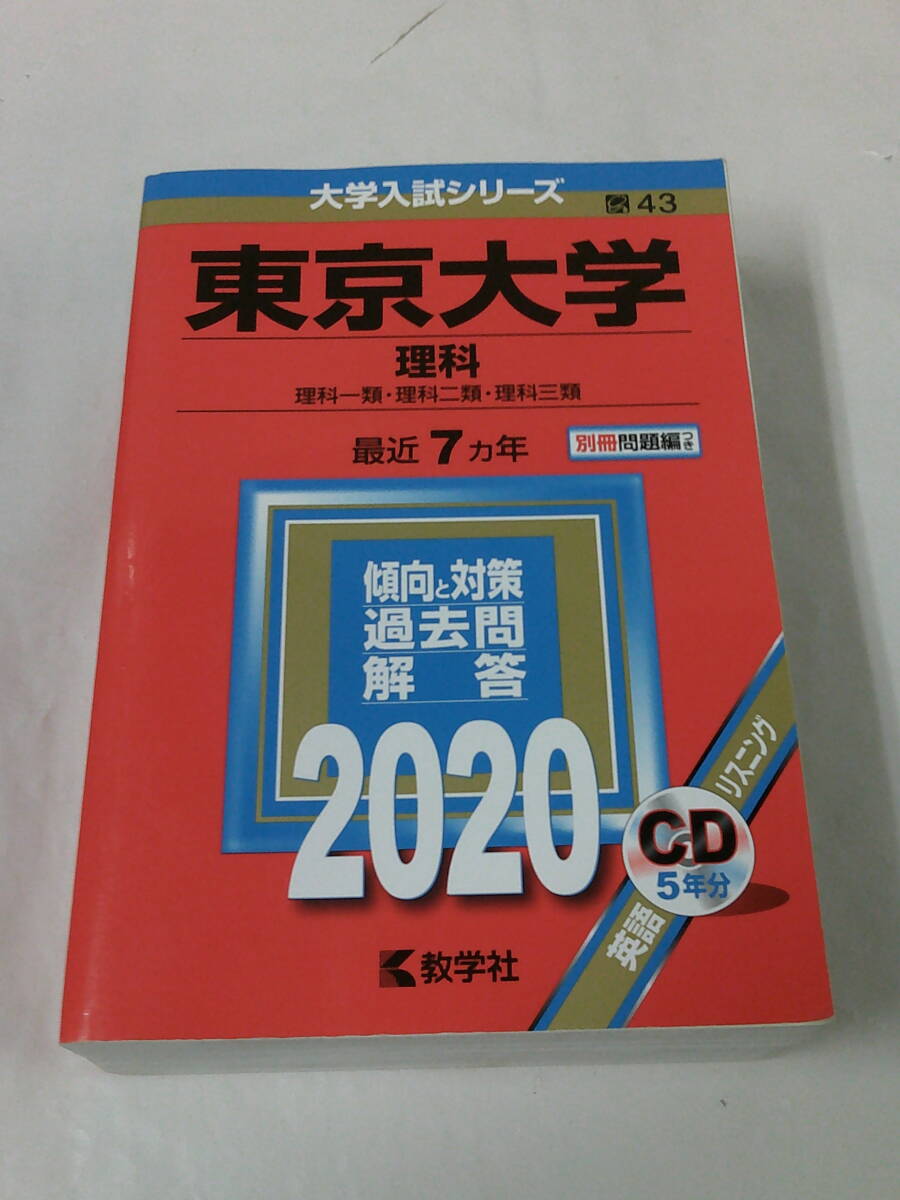 大学入試シリーズ
43
東京大学
理科
理科一類・理科二類・理科三類
最近 7 カ年
別冊問題編つき
傾向と対策
過去問
解答
2020
リスニング
CD
5年分
英語
教学社